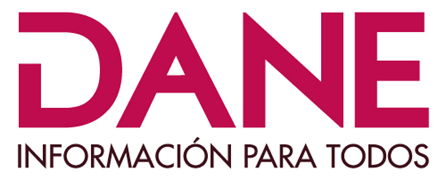 DANE
INFORMACIÓN PARA TODOS